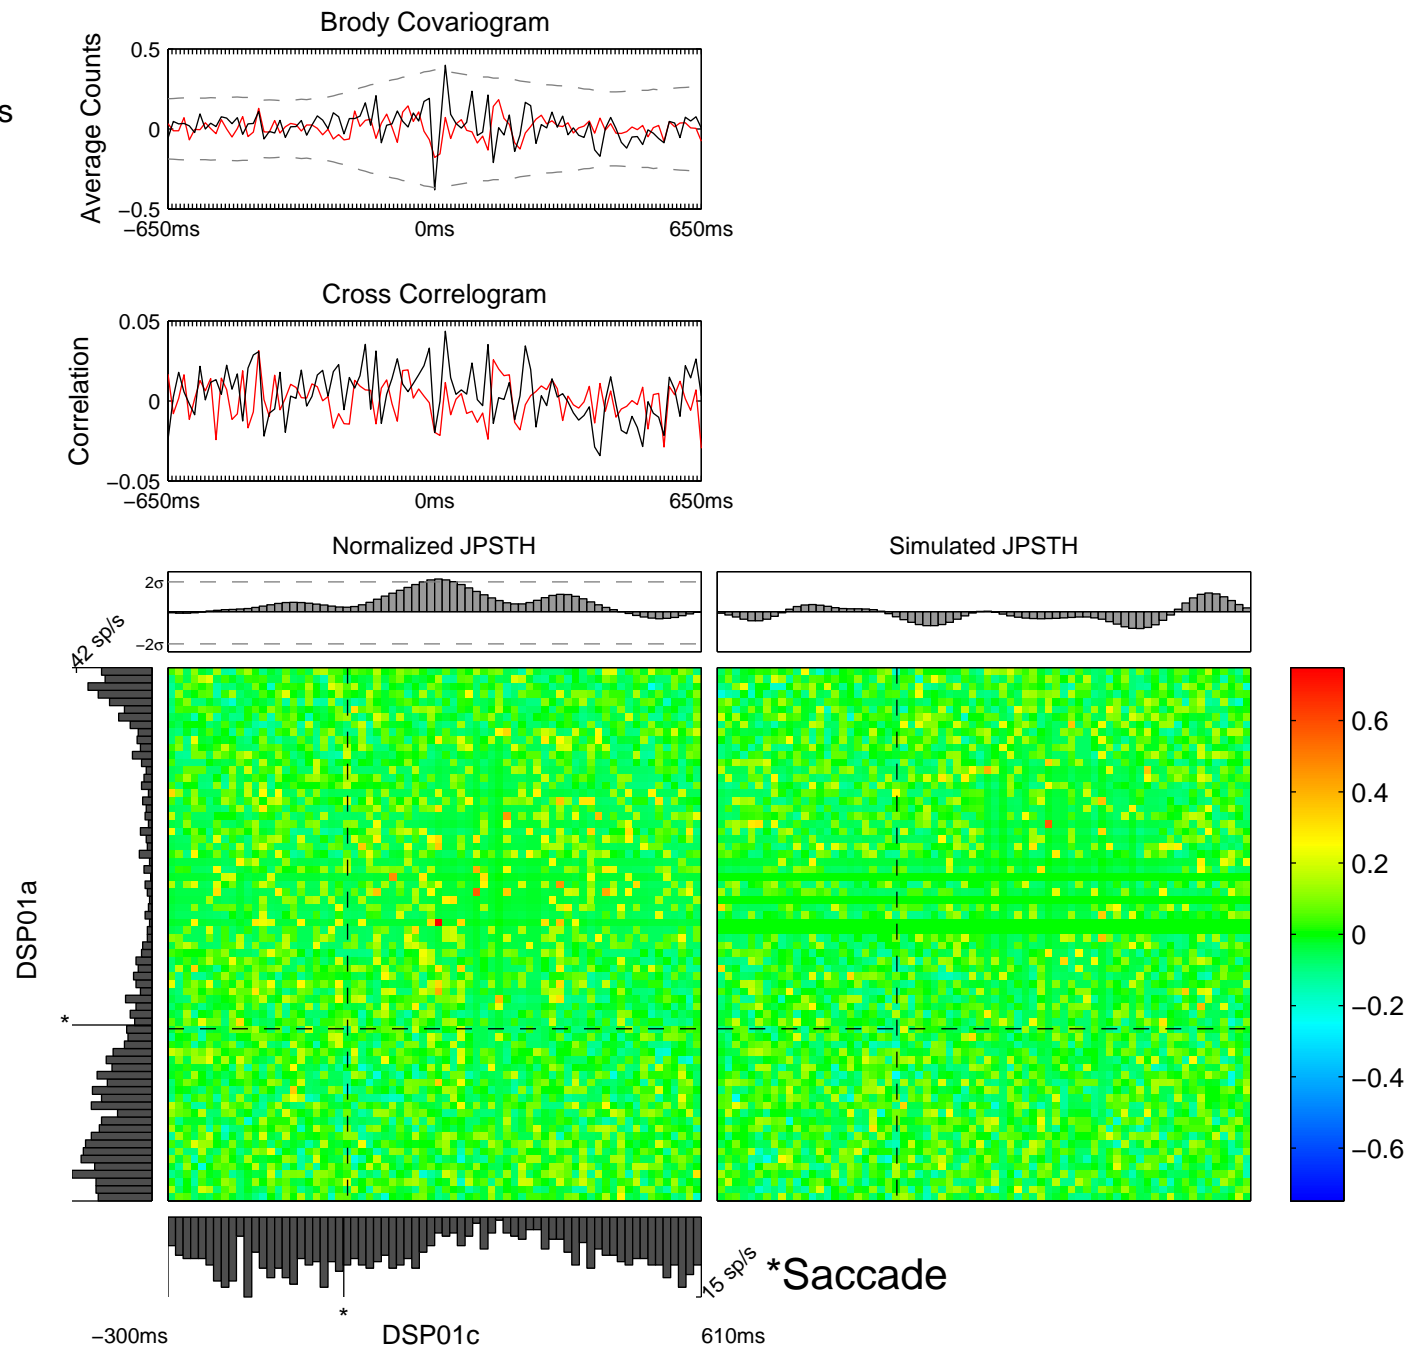 Brody Covariogram
s
Average Counts
0.5
0
−0.5
−650ms 0ms 650ms
Cross Correlogram
Correlation
0.05
0
−0.05
−650ms 0ms 650ms
Normalized JPSTH Simulated JPSTH
2σ
−2σ
42 sp/s
DSP01a
*
0.6
0.4
0.2
0
−0.2
−0.4
−0.6
15 sp/s
*Saccade
*
−300ms DSP01c 610ms